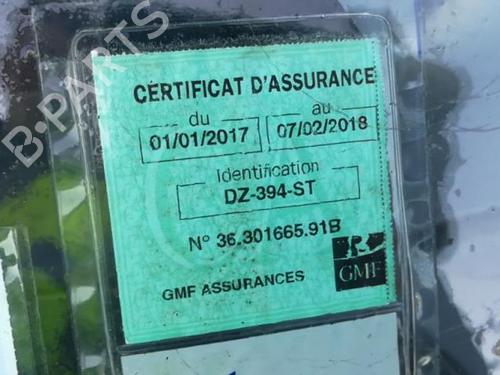 B-PARTS
CERTIFICAT D'ASSURANCE
du au
01/01/2017 07/02/2018
Identification
DZ-394-ST
N° 36.301665.91B
GMF
GMF ASSURANCES